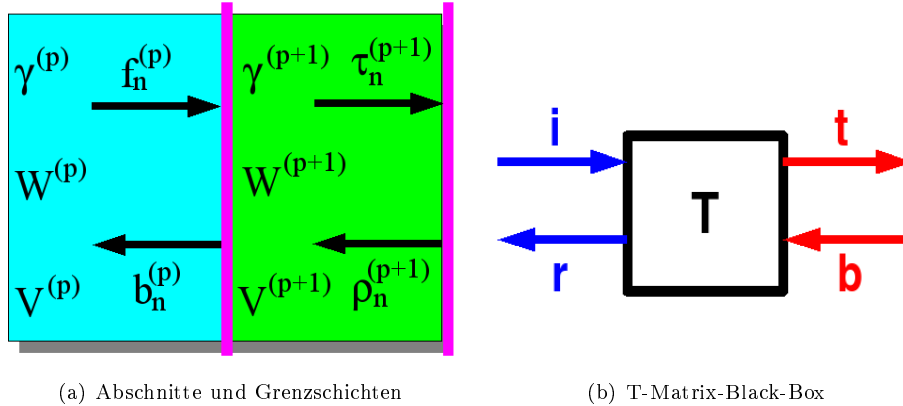 γ^(p) f_n^(p) γ^(p+1) τ_n^(p+1)
W^(p) W^(p+1)
V^(p) b_n^(p) V^(p+1) ρ_n^(p+1)
i t
T
r b
(a) Abschnitte und Grenzschichten
(b) T-Matrix-Black-Box